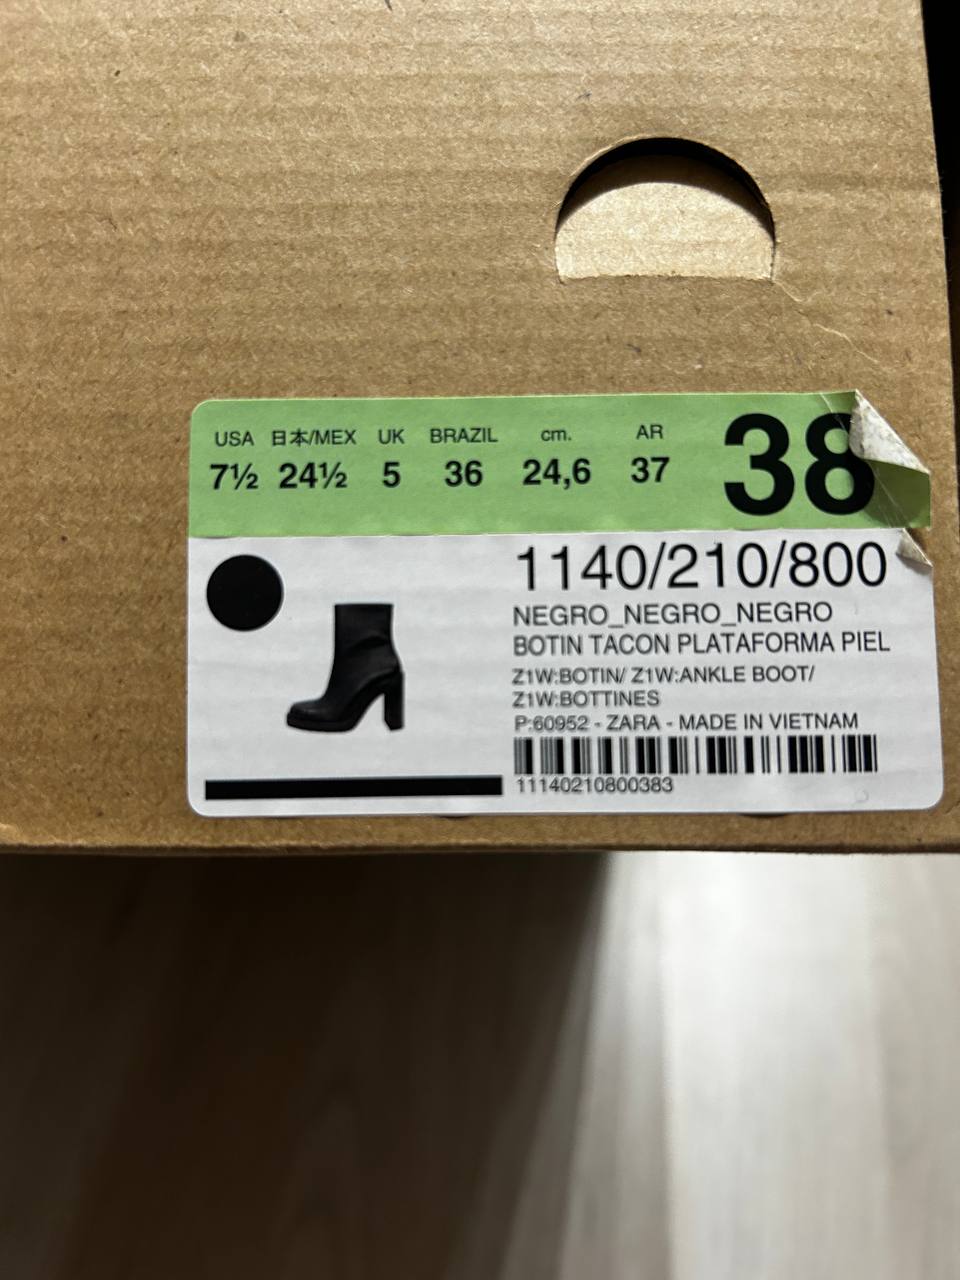 USA 日本/MEX UK BRAZIL cm. AR
7½ 24½ 5 36 24,6 37 38
1140/210/800
NEGRO_NEGRO_NEGRO
BOTIN TACON PLATAFORMA PIEL
Z1W:BOTIN/ Z1W:ANKLE BOOT/
Z1W:BOTTINES
P:60952 - ZARA - MADE IN VIETNAM
11140210800383